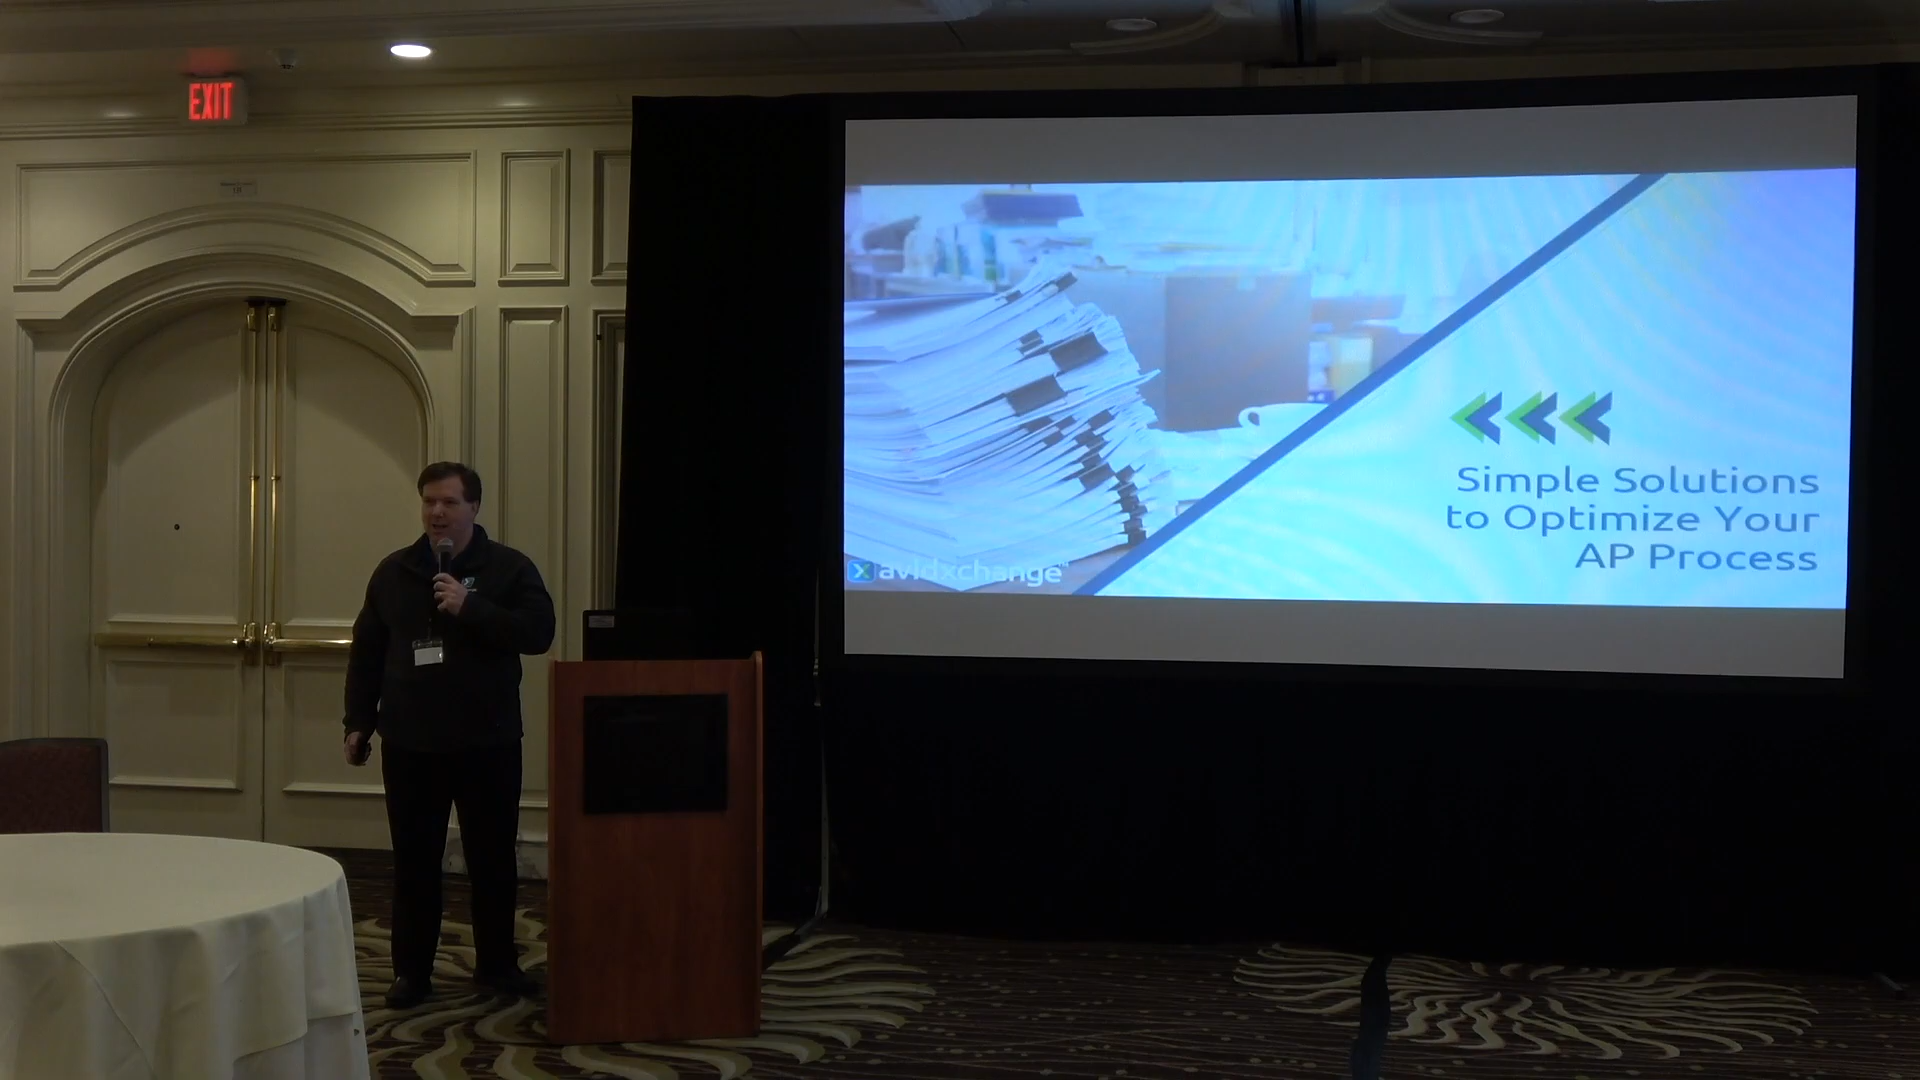 EXIT
Simple Solutions
to Optimize Your
AP Process
avidxchange